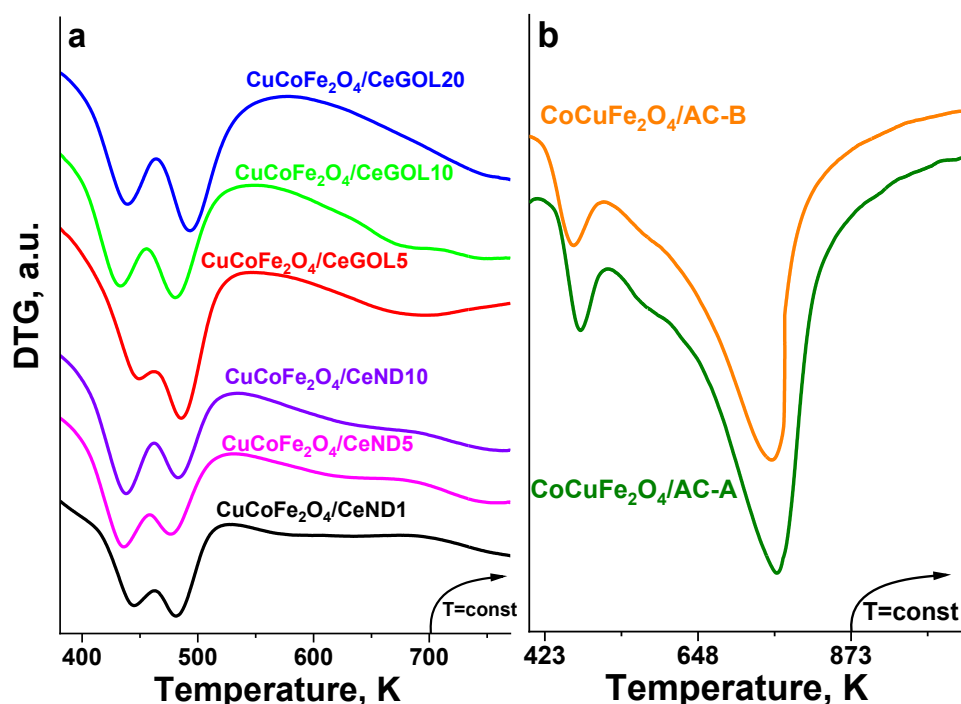 a
CuCoFe₂O₄/CeGOL20
CuCoFe₂O₄/CeGOL10
CuCoFe₂O₄/CeGOL5
CuCoFe₂O₄/CeND10
CuCoFe₂O₄/CeND5
CuCoFe₂O₄/CeND1
T=const
DTG, a.u.
400 500 600 700
Temperature, K
b
CoCuFe₂O₄/AC-B
CoCuFe₂O₄/AC-A
T=const
423 648 873
Temperature, K